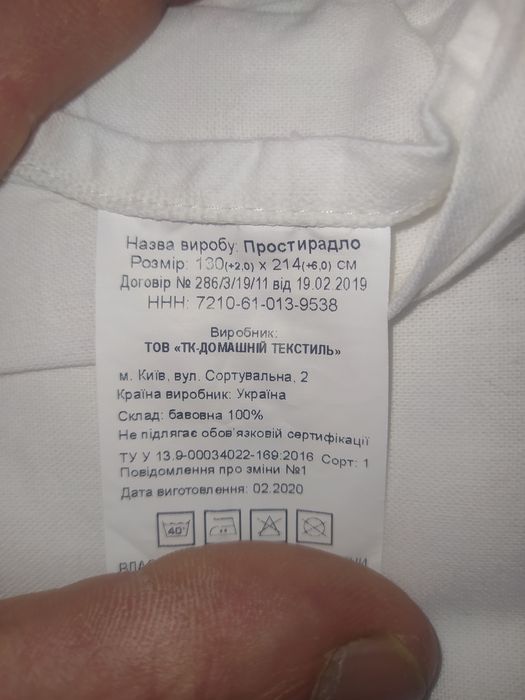 Назва виробу: Простирадло
Розмір: 130(+2,0) х 214(+6,0) см
Договір № 286/3/19/11 від 19.02.2019
ННН: 7210-61-013-9538
Виробник:
ТОВ «ТК-ДОМАШНІЙ ТЕКСТИЛЬ»
м. Київ, вул. Сортувальна, 2
Країна виробник: Україна
Склад: бавовна 100%
Не підлягає обов'язковій сертифікації
ТУ У 13.9-00034022-169:2016 Сорт: 1
Повідомлення про зміни №1
Дата виготовлення: 02.2020
40°